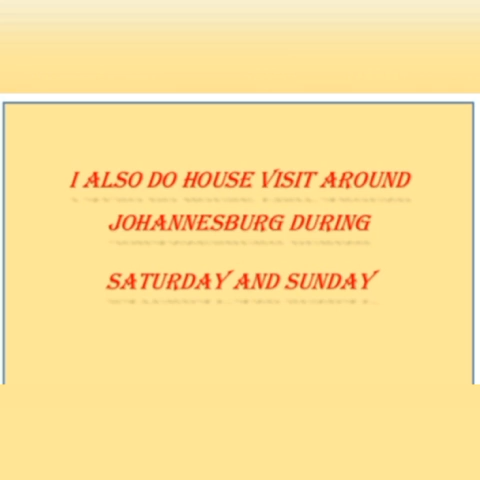 I ALSO DO HOUSE VISIT AROUND
JOHANNESBURG DURING
SATURDAY AND SUNDAY